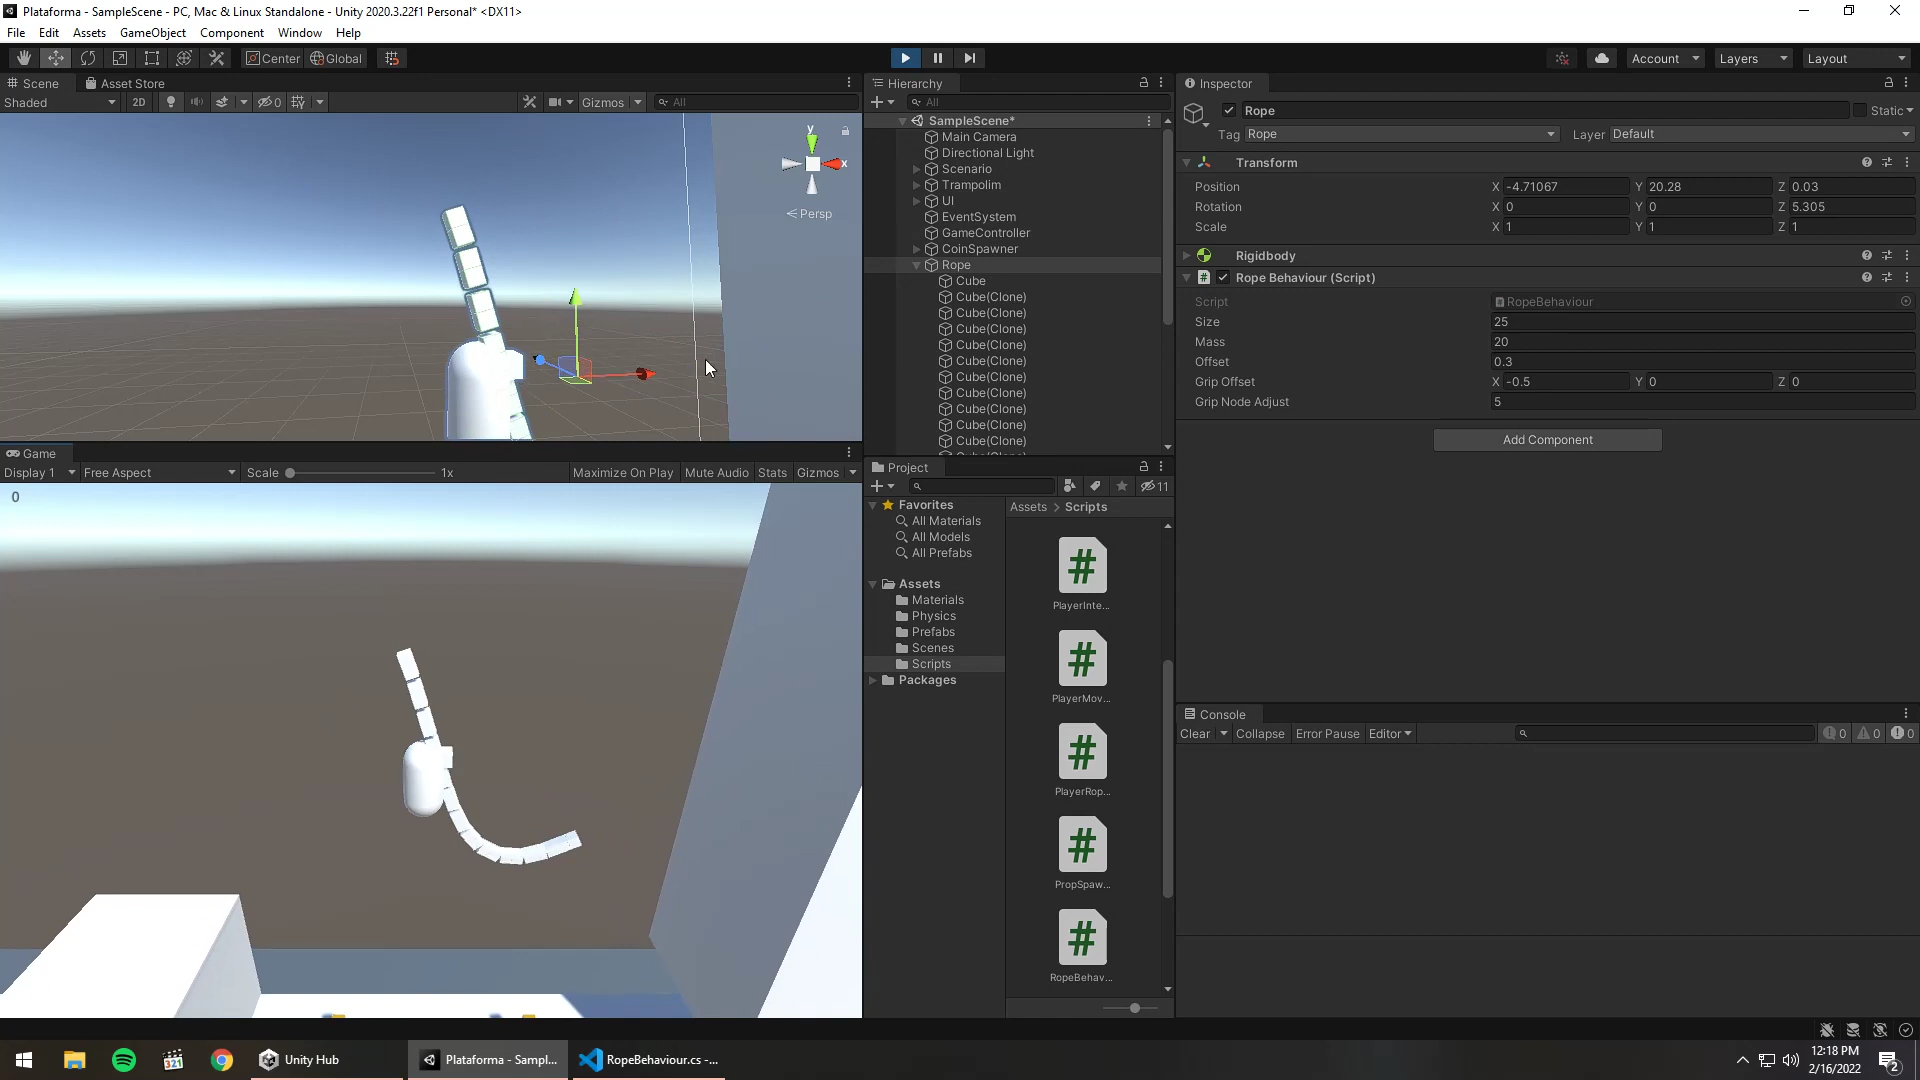 Plataforma - SampleScene - PC, Mac & Linux Standalone - Unity 2020.3.22f1 Personal* <DX11>
File Edit Assets GameObject Component Window Help
Center Global
Account Layers Layout
Scene Asset Store
Shaded 2D 0 Gizmos All
y
x
Persp
Game
Display 1 Free Aspect Scale 1x Maximize On Play Mute Audio Stats Gizmos
0
Hierarchy
All
SampleScene*
Main Camera
Directional Light
Scenario
Trampolim
UI
EventSystem
GameController
CoinSpawner
Rope
Cube
Cube(Clone)
Cube(Clone)
Cube(Clone)
Cube(Clone)
Cube(Clone)
Cube(Clone)
Cube(Clone)
Cube(Clone)
Cube(Clone)
Cube(Clone)
Project
11
Favorites
All Materials
All Models
All Prefabs
Assets
Materials
Physics
Prefabs
Scenes
Scripts
Packages
Assets > Scripts
PlayerInte...
PlayerMov...
PlayerRop...
PropSpaw...
RopeBehav...
Inspector
Rope Static
Tag Rope Layer Default
Transform
Position X -4.71067 Y 20.28 Z 0.03
Rotation X 0 Y 0 Z 5.305
Scale X 1 Y 1 Z 1
Rigidbody
Rope Behaviour (Script)
Script RopeBehaviour
Size 25
Mass 20
Offset 0.3
Grip Offset X -0.5 Y 0 Z 0
Grip Node Adjust 5
Add Component
Console
Clear Collapse Error Pause Editor 0 0 0
Unity Hub
Plataforma - Sampl...
RopeBehaviour.cs -...
12:18 PM
2/16/2022
2